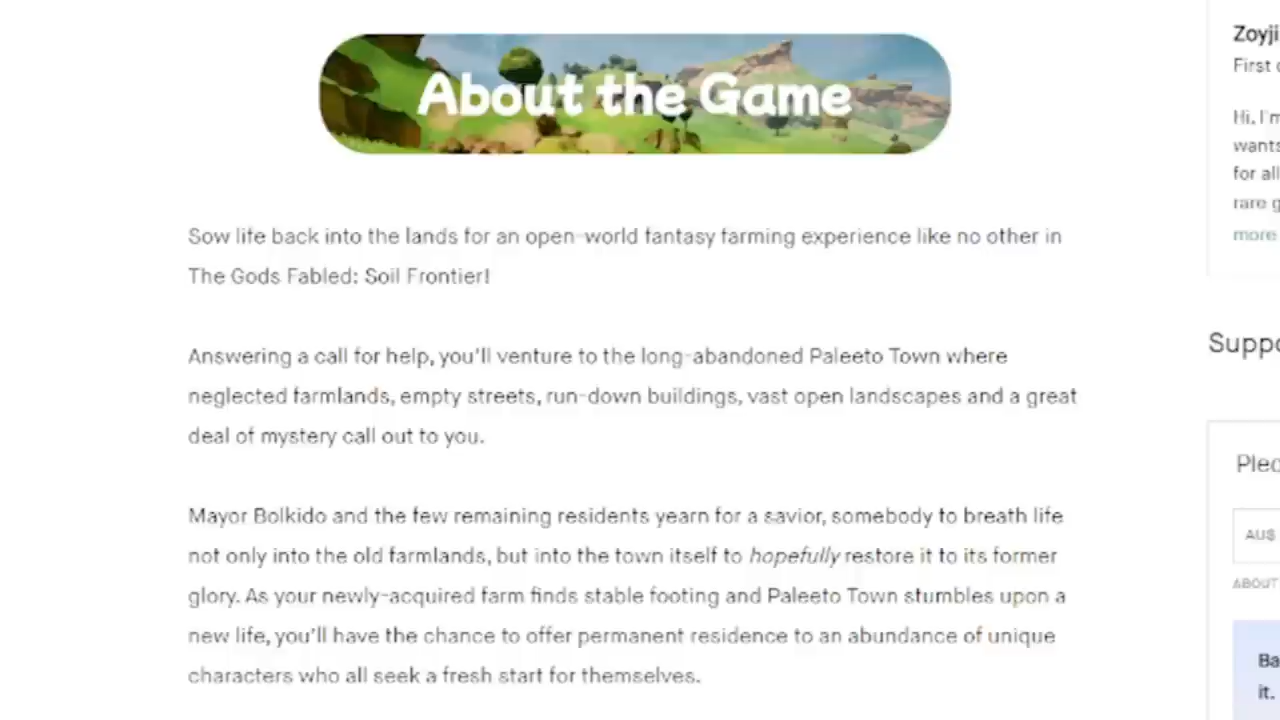 About the Game
Sow life back into the lands for an open-world fantasy farming experience like no other in
The Gods Fabled: Soil Frontier!
Answering a call for help, you'll venture to the long-abandoned Paleeto Town where
neglected farmlands, empty streets, run-down buildings, vast open landscapes and a great
deal of mystery call out to you.
Mayor Bolkido and the few remaining residents yearn for a savior, somebody to breath life
not only into the old farmlands, but into the town itself to hopefully restore it to its former
glory. As your newly-acquired farm finds stable footing and Paleeto Town stumbles upon a
new life, you'll have the chance to offer permanent residence to an abundance of unique
characters who all seek a fresh start for themselves.
Zoyji
First
Hi, I'm
wants
for all
rare
more
AU$
ABOUT
it.